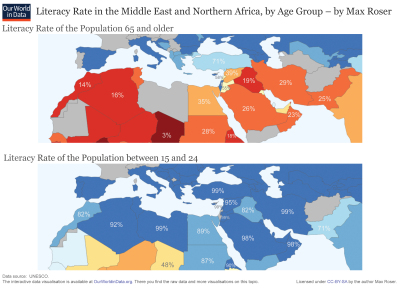 Our World
in Data
Literacy Rate in the Middle East and Northern Africa, by Age Group – by Max Roser
Literacy Rate of the Population 65 and older
71%
14%
16%
19%
29%
35%
26%
25%
23%
3%
28%
Literacy Rate of the Population between 15 and 24
99%
82%
92%
99%
95%
82%
99%
89%
98%
98%
48%
87%
Data source: UNESCO.
The interactive data visualisation is available at OurWorldinData.org. There you find the raw data and more visualisations on this topic.
Licensed under CC-BY-SA by the author Max Roser